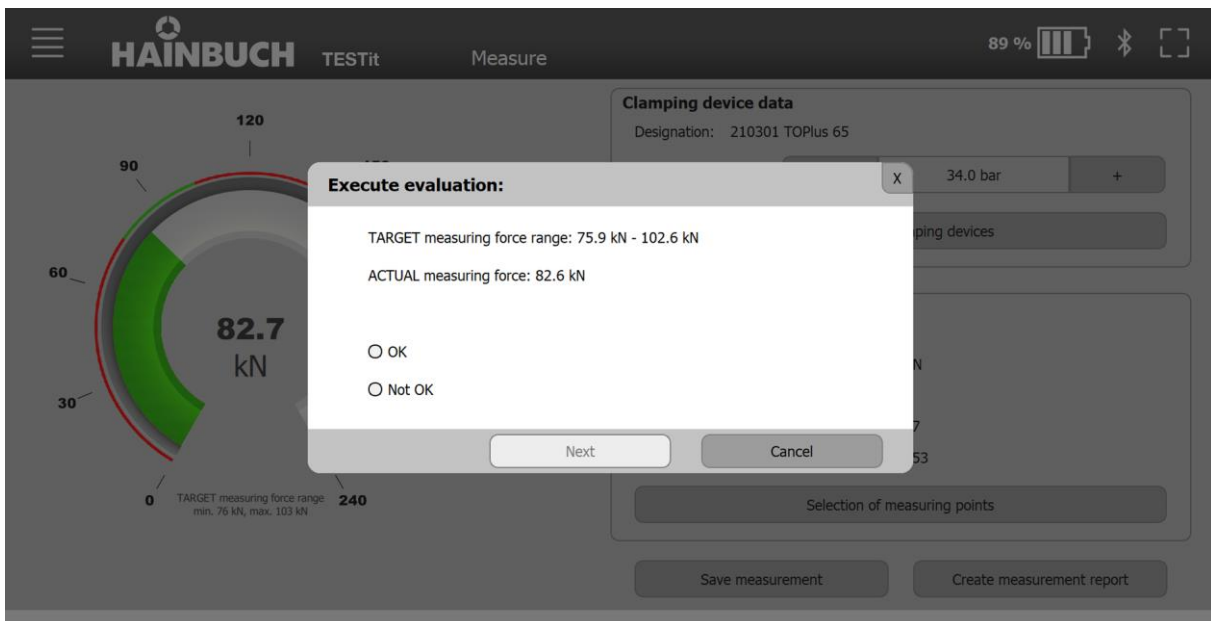 HAINBUCH TESTit Measure 89 %
120
90
60
30
0
240
82.7
kN
TARGET measuring force range
min. 76 kN, max. 103 kN
Clamping device data
Designation: 210301 TOPlus 65
34.0 bar +
devices
Execute evaluation:
X
TARGET measuring force range: 75.9 kN - 102.6 kN
ACTUAL measuring force: 82.6 kN
OK
Not OK
Next
Cancel
N
7
53
Selection of measuring points
Save measurement
Create measurement report